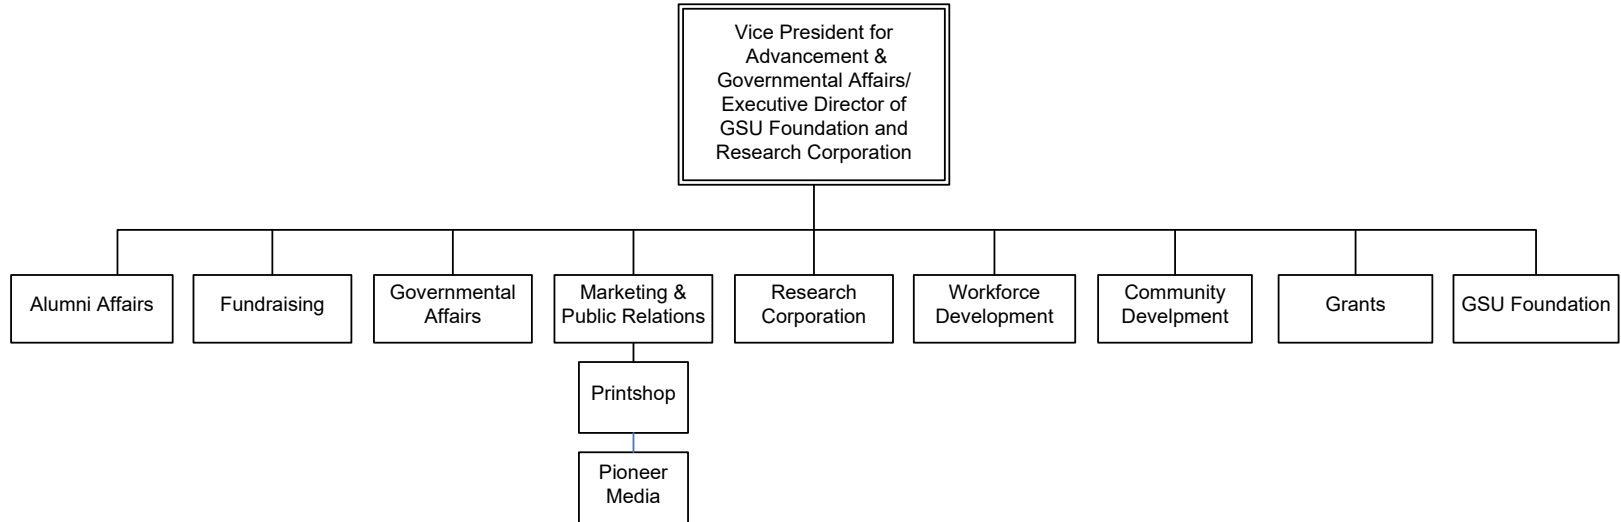 Vice President for
Advancement &
Governmental Affairs/
Executive Director of
GSU Foundation and
Research Corporation
Alumni Affairs
Fundraising
Governmental
Affairs
Marketing &
Public Relations
Research
Corporation
Workforce
Development
Community
Develpment
Grants
GSU Foundation
Printshop
Pioneer
Media